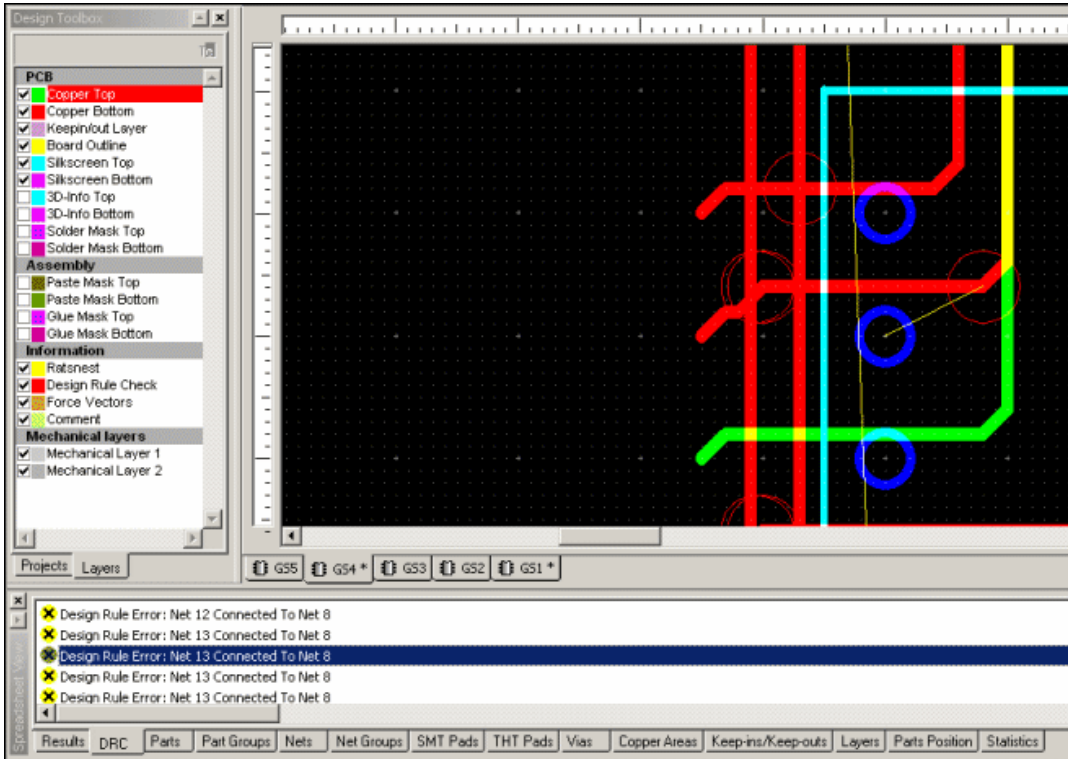 Design Toolbox
PCB
Copper Top
Copper Bottom
Keepin/out Layer
Board Outline
Silkscreen Top
Silkscreen Bottom
3D-Info Top
3D-Info Bottom
Solder Mask Top
Solder Mask Bottom
Assembly
Paste Mask Top
Paste Mask Bottom
Glue Mask Top
Glue Mask Bottom
Information
Ratsnest
Design Rule Check
Force Vectors
Comment
Mechanical layers
Mechanical Layer 1
Mechanical Layer 2
Projects Layers
GS5 GS4 * GS3 GS2 GS1 *
Spreadsheet View
Design Rule Error: Net 12 Connected To Net 8
Design Rule Error: Net 13 Connected To Net 8
Design Rule Error: Net 13 Connected To Net 8
Design Rule Error: Net 13 Connected To Net 8
Design Rule Error: Net 13 Connected To Net 8
Results DRC Parts Part Groups Nets Net Groups SMT Pads THT Pads Vias Copper Areas Keep-ins/Keep-outs Layers Parts Position Statistics